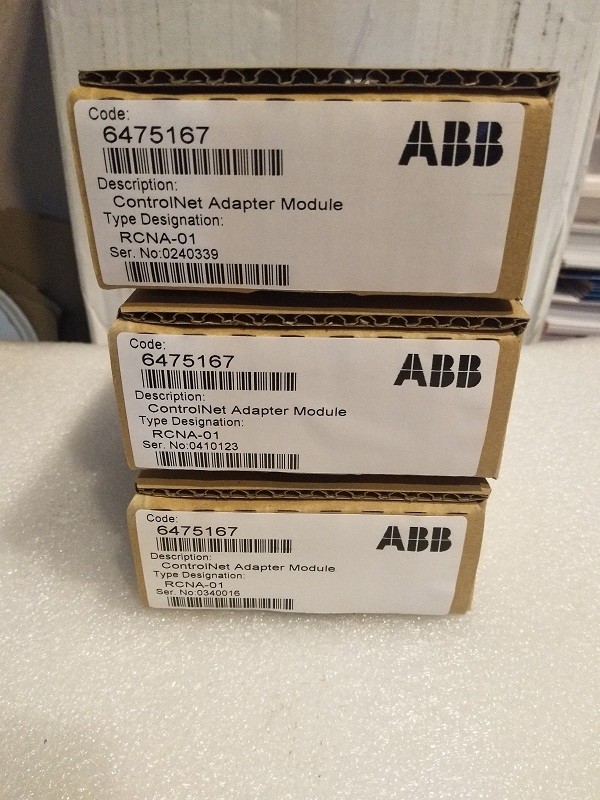 Code:
6475167
ABB
Description:
ControlNet Adapter Module
Type Designation:
RCNA-01
Ser. No:0240339
Code:
6475167
ABB
Description:
ControlNet Adapter Module
Type Designation:
RCNA-01
Ser. No:0410123
Code:
6475167
ABB
Description:
ControlNet Adapter Module
Type Designation:
RCNA-01
Ser. No:0340016